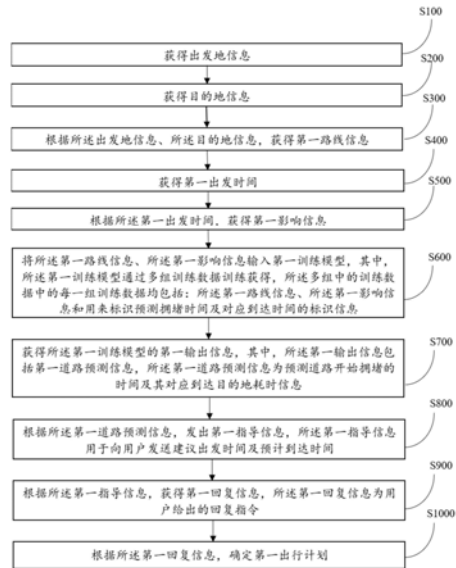 S100
获得出发地信息
S200
获得目的地信息
S300
根据所述出发地信息、所述目的地信息，获得第一路线信息
S400
获得第一出发时间
S500
根据所述第一出发时间，获得第一影响信息
S600
将所述第一路线信息、所述第一影响信息输入第一训练模型，其中，
所述第一训练模型通过多组训练数据训练获得，所述多组中的训练数
据中的每一组训练数据均包括：所述第一路线信息、所述第一影响信
息和用来标识预测拥堵时间及对应到达时间的标识信息
S700
获得所述第一训练模型的第一输出信息，其中，所述第一输出信息包
括第一道路预测信息，所述第一道路预测信息为预测道路开始拥堵的
时间及其对应到达目的地耗时信息
S800
根据所述第一道路预测信息，发出第一指导信息，所述第一指导信息
用于向用户发送建议出发时间及预计到达时间
S900
根据所述第一指导信息，获得第一回复信息，所述第一回复信息为用
户给出的回复指令
S1000
根据所述第一回复信息，确定第一出行计划